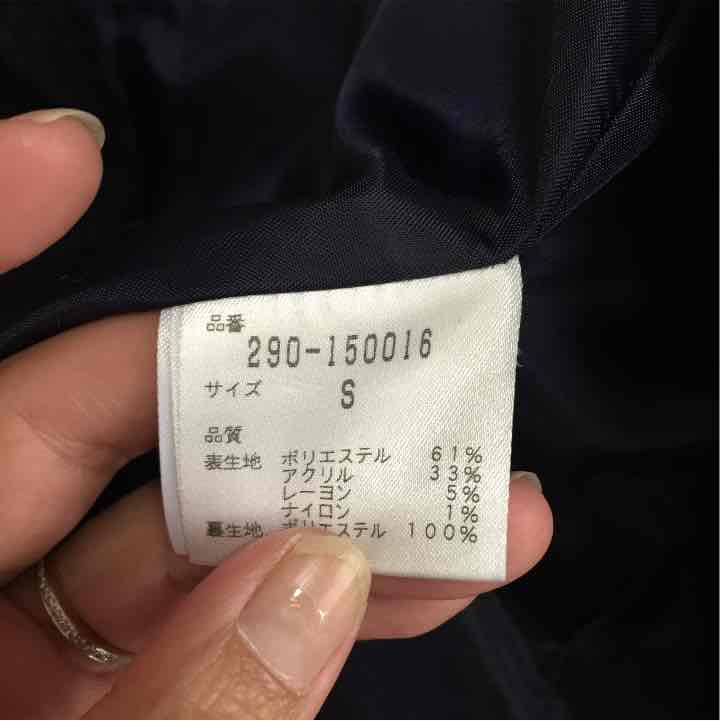 品番
290-150016
サイズ S
品質
表生地 ポリエステル 61%
アクリル 33%
レーヨン 5%
ナイロン 1%
裏生地 ポリエステル 100%